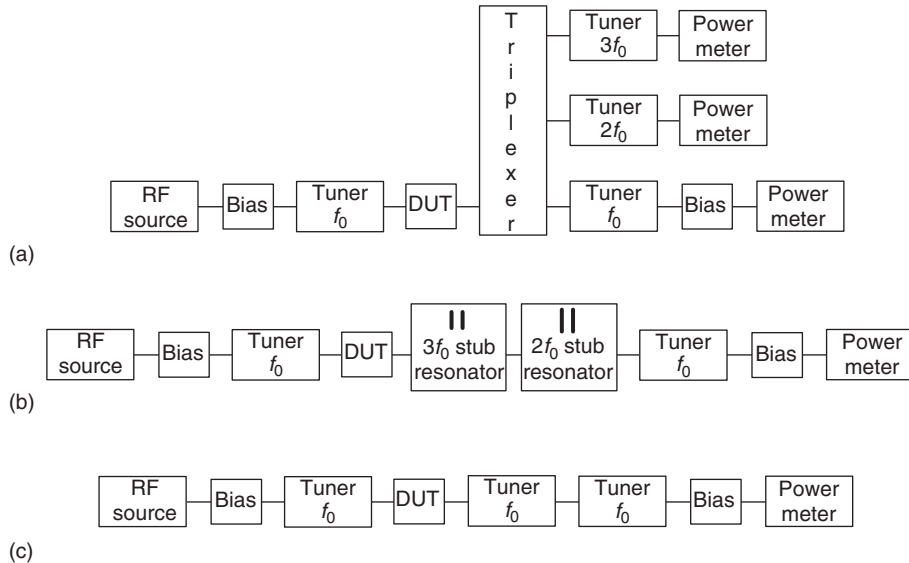 Triplexer
Tuner
3f0
Power
meter
Tuner
2f0
Power
meter
RF
source
Bias
Tuner
f0
DUT
Tuner
f0
Bias
Power
meter
(a)
RF
source
Bias
Tuner
f0
DUT
3f0 stub
resonator
2f0 stub
resonator
Tuner
f0
Bias
Power
meter
(b)
RF
source
Bias
Tuner
f0
DUT
Tuner
f0
Tuner
f0
Bias
Power
meter
(c)